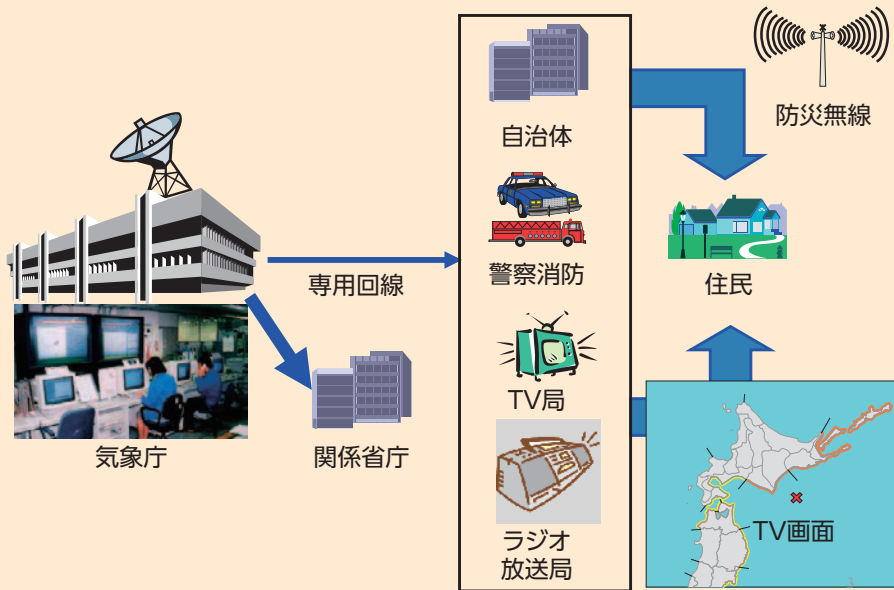 自治体
防災無線
警察消防
専用回線
住民
TV局
気象庁
関係省庁
ラジオ
放送局
TV画面
3